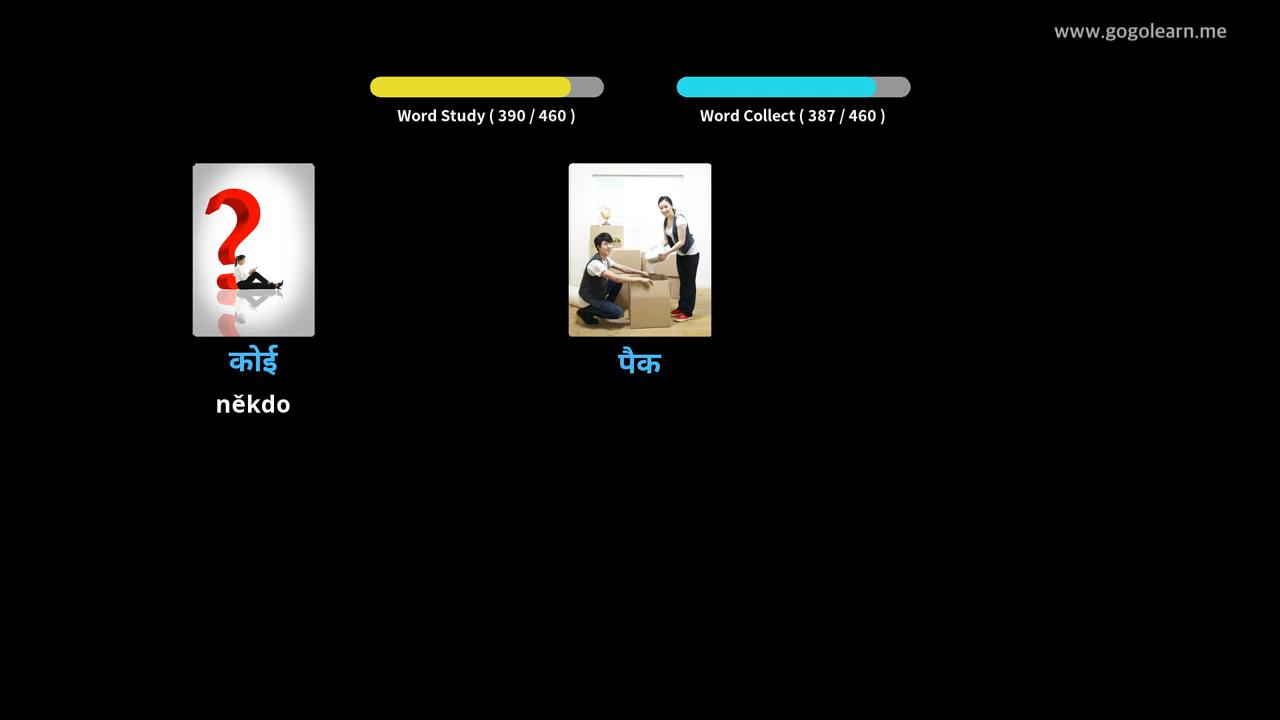 www.gogolearn.me
Word Study ( 390 / 460 )
Word Collect ( 387 / 460 )
कोई
někdo
पैक